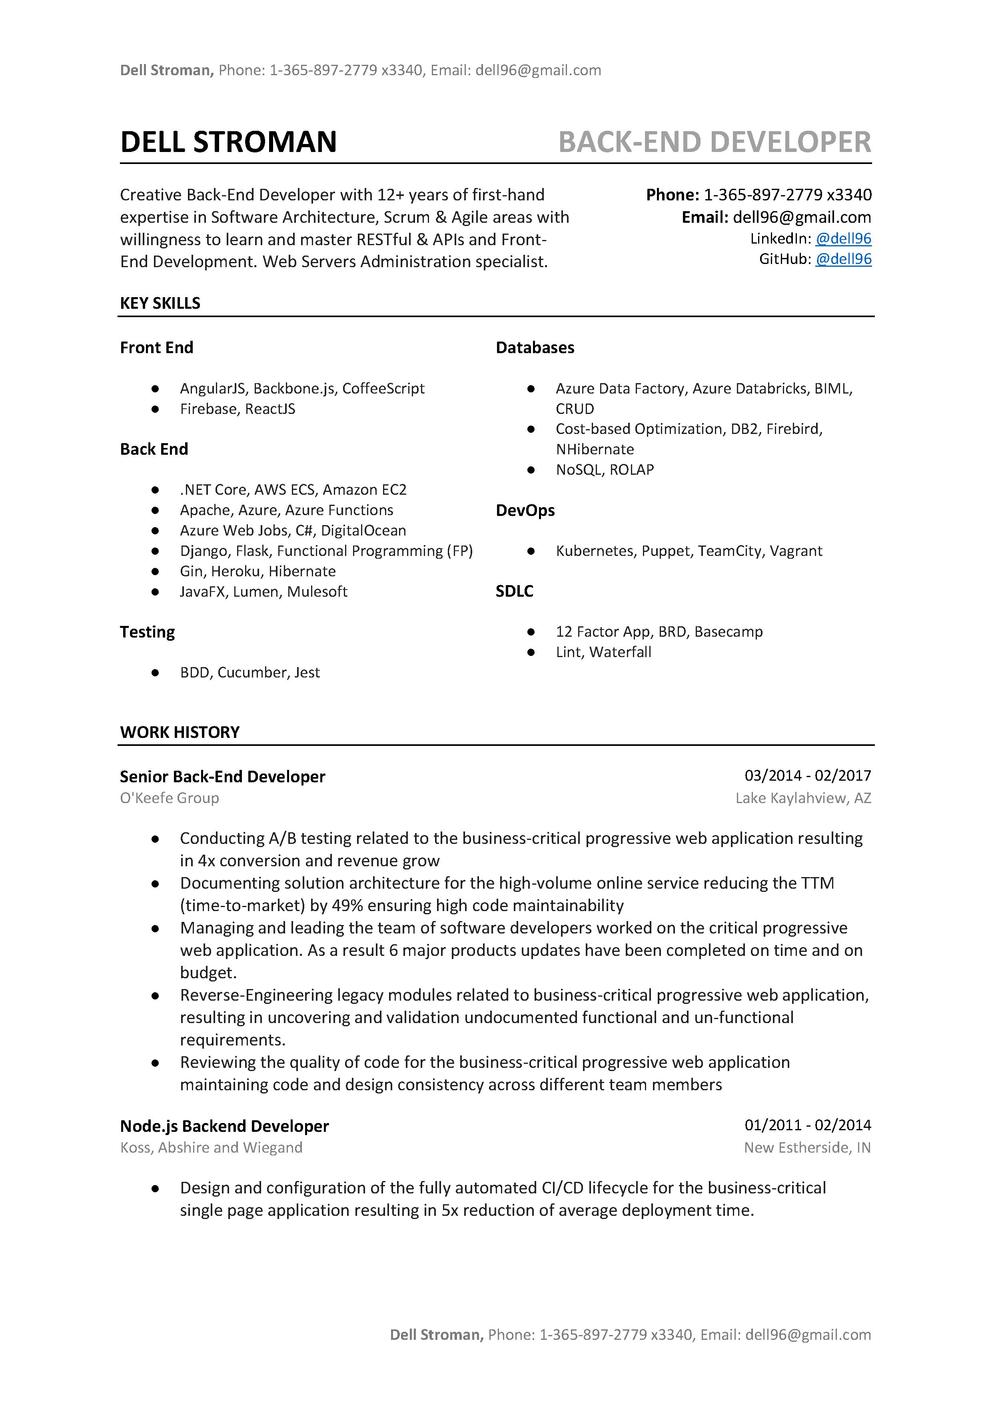 Dell Stroman, Phone: 1-365-897-2779 x3340, Email: dell96@gmail.com
DELL STROMAN
BACK-END DEVELOPER
Creative Back-End Developer with 12+ years of first-hand
expertise in Software Architecture, Scrum & Agile areas with
willingness to learn and master RESTful & APIs and Front-
End Development. Web Servers Administration specialist.
Phone: 1-365-897-2779 x3340
Email: dell96@gmail.com
LinkedIn: @dell96
GitHub: @dell96
KEY SKILLS
Front End
● AngularJS, Backbone.js, CoffeeScript
● Firebase, ReactJS
Back End
● .NET Core, AWS ECS, Amazon EC2
● Apache, Azure, Azure Functions
● Azure Web Jobs, C#, DigitalOcean
● Django, Flask, Functional Programming (FP)
● Gin, Heroku, Hibernate
● JavaFX, Lumen, Mulesoft
Testing
● BDD, Cucumber, Jest
Databases
● Azure Data Factory, Azure Databricks, BIML,
CRUD
● Cost-based Optimization, DB2, Firebird,
NHibernate
● NoSQL, ROLAP
DevOps
● Kubernetes, Puppet, TeamCity, Vagrant
SDLC
● 12 Factor App, BRD, Basecamp
● Lint, Waterfall
WORK HISTORY
Senior Back-End Developer 03/2014 - 02/2017
O'Keefe Group Lake Kaylahview, AZ
● Conducting A/B testing related to the business-critical progressive web application resulting
in 4x conversion and revenue grow
● Documenting solution architecture for the high-volume online service reducing the TTM
(time-to-market) by 49% ensuring high code maintainability
● Managing and leading the team of software developers worked on the critical progressive
web application. As a result 6 major products updates have been completed on time and on
budget.
● Reverse-Engineering legacy modules related to business-critical progressive web application,
resulting in uncovering and validation undocumented functional and un-functional
requirements.
● Reviewing the quality of code for the business-critical progressive web application
maintaining code and design consistency across different team members
Node.js Backend Developer 01/2011 - 02/2014
Koss, Abshire and Wiegand New Estherside, IN
● Design and configuration of the fully automated CI/CD lifecycle for the business-critical
single page application resulting in 5x reduction of average deployment time.
Dell Stroman, Phone: 1-365-897-2779 x3340, Email: dell96@gmail.com